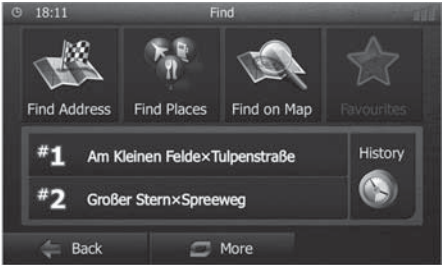 18:11 Find
Find Address Find Places Find on Map Favourites
#1 Am Kleinen Felde×Tulpenstraße History
#2 Großer Stern×Spreeweg
Back More